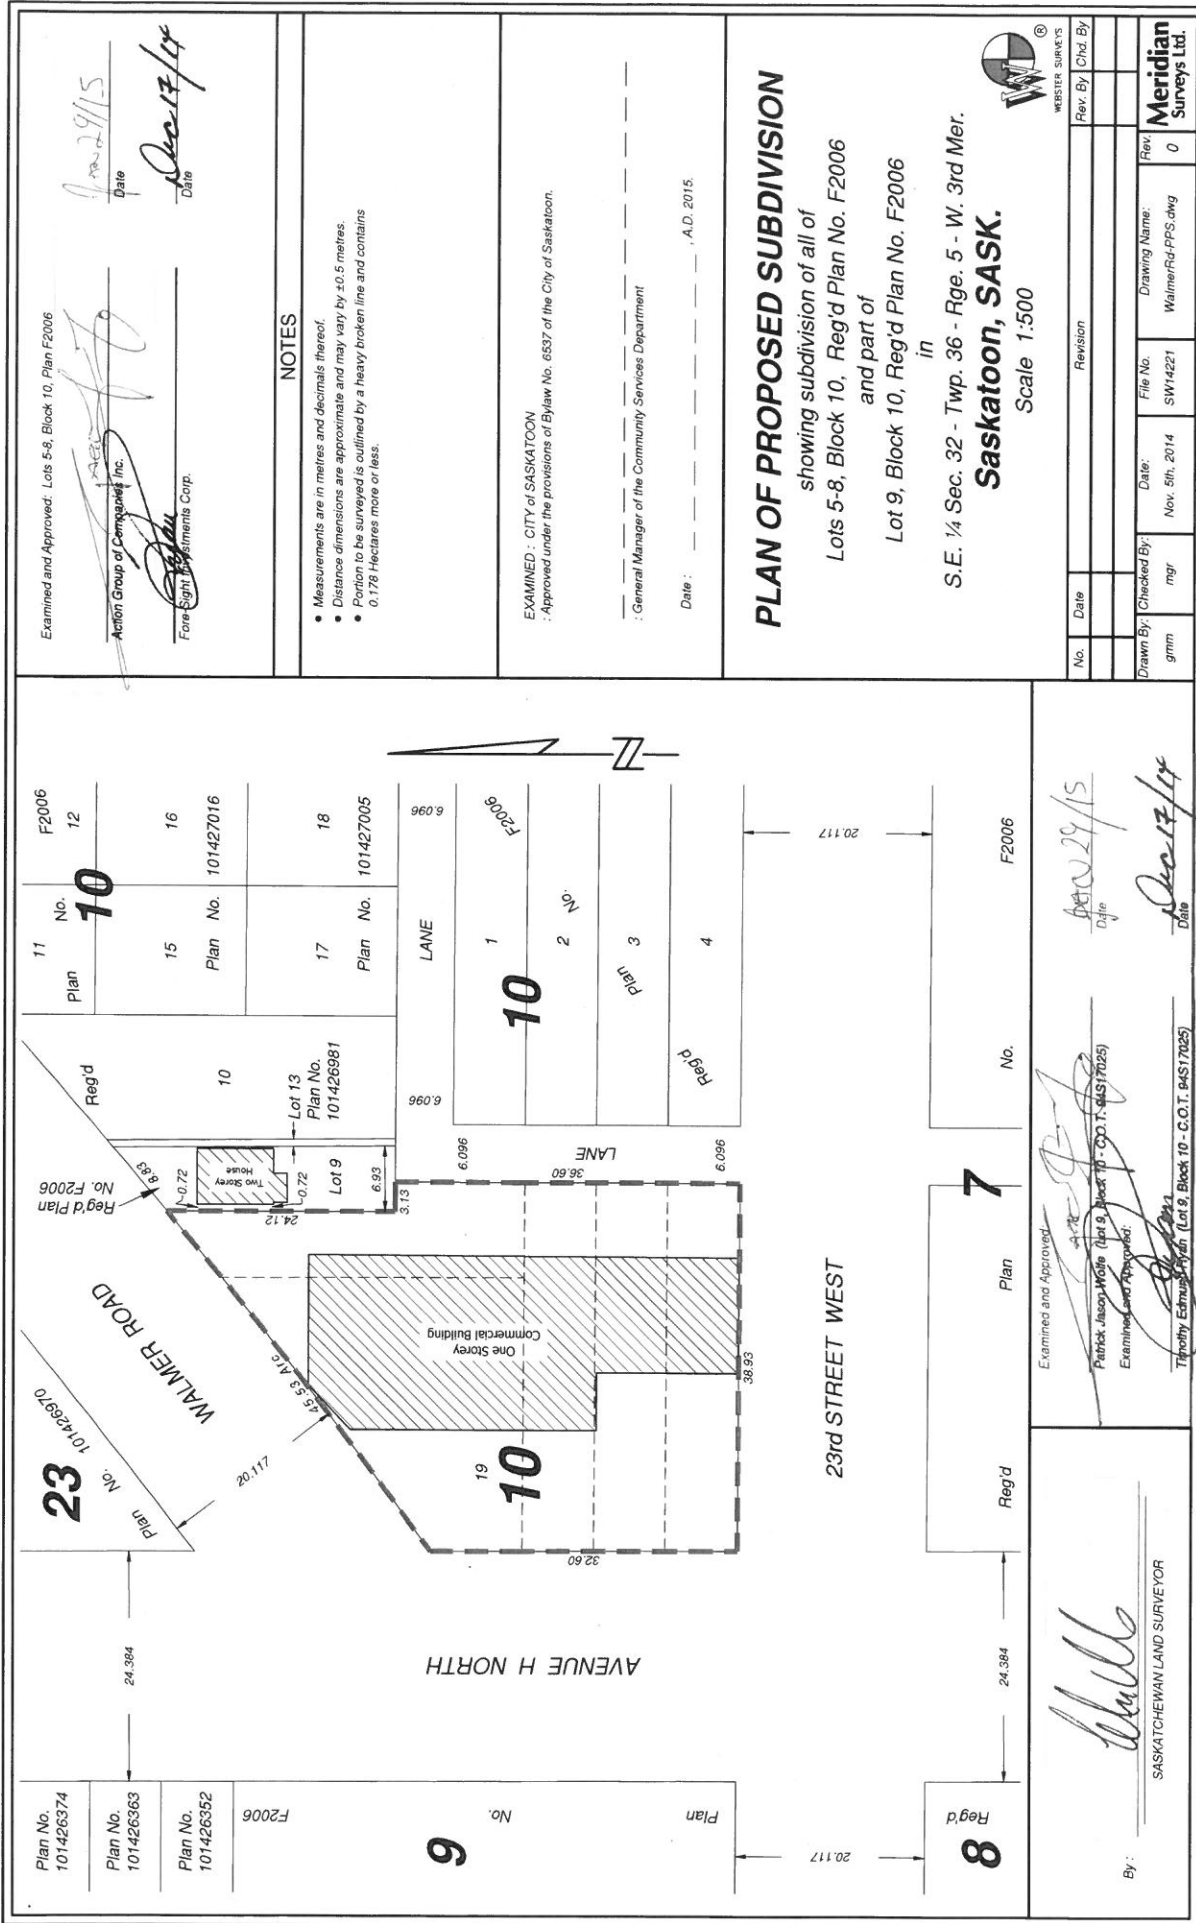 Plan No.
101426374
Plan No.
101426363
Plan No.
101426352
F2006
No.
Plan
9
20.117
Reg'd
8
24.384
24.384
AVENUE H NORTH
23
Plan No. 101426970
WALMER ROAD
20.117
45.53 Arc
Reg'd Plan
No. F2006
8.83
~0.72
Two Storey
House
~0.72
24.12
Lot 9
6.93
3.13
Lot 13
Plan No.
101426981
Reg'd
10
11
12
Plan No. F2006
10
15
16
Plan No. 101427016
17
18
Plan No. 101427005
LANE
6.096
6.096
6.096
36.60
LANE
6.096
1
2
3
4
10
Reg'd Plan No. F2006
N
20.117
One Storey
Commercial Building
19
10
32.60
38.93
23rd STREET WEST
Reg'd Plan No. F2006
7
By :
SASKATCHEWAN LAND SURVEYOR
Examined and Approved:
Patrick Jason Wolfe (Lot 9, Block 10 - C.O.T. 94S17025)
Date
29/15
Examined and Approved:
Timothy Edmund Ryan (Lot 9, Block 10 - C.O.T. 94S17025)
Date
Dec 17/14
Examined and Approved: Lots 5-8, Block 10, Plan F2006
Action Group of Companies Inc.
Date
Jan 29/15
Fore-Sight Investments Corp.
Date
Dec 17/14
NOTES
• Measurements are in metres and decimals thereof.
• Distance dimensions are approximate and may vary by ±0.5 metres.
• Portion to be surveyed is outlined by a heavy broken line and contains
0.178 Hectares more or less.
EXAMINED : CITY of SASKATOON
: Approved under the provisions of Bylaw No. 6537 of the City of Saskatoon.
: General Manager of the Community Services Department
Date : , A.D. 2015.
PLAN OF PROPOSED SUBDIVISION
showing subdivision of all of
Lots 5-8, Block 10, Reg'd Plan No. F2006
and part of
Lot 9, Block 10, Reg'd Plan No. F2006
in
S.E. 1/4 Sec. 32 - Twp. 36 - Rge. 5 - W. 3rd Mer.
Saskatoon, SASK.
Scale 1:500
®
WEBSTER SURVEYS
No. Date Revision Rev. By Chd. By
Drawn By: Checked By: Date: File No. Drawing Name: Rev.
gmm mgr Nov. 5th, 2014 SW14221 WalmerRd-PPS.dwg 0
Meridian
Surveys Ltd.